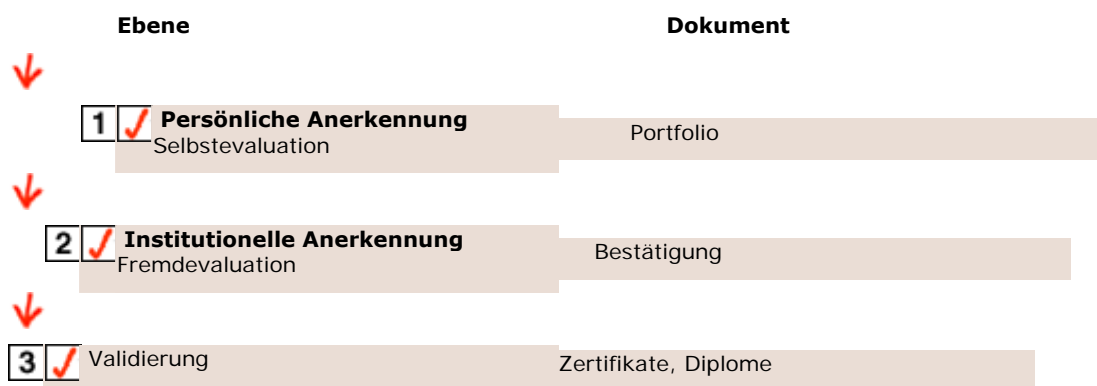 Ebene Dokument
1 Persönliche Anerkennung
Selbstevaluation Portfolio
2 Institutionelle Anerkennung
Fremdevaluation Bestätigung
3 Validierung Zertifikate, Diplome